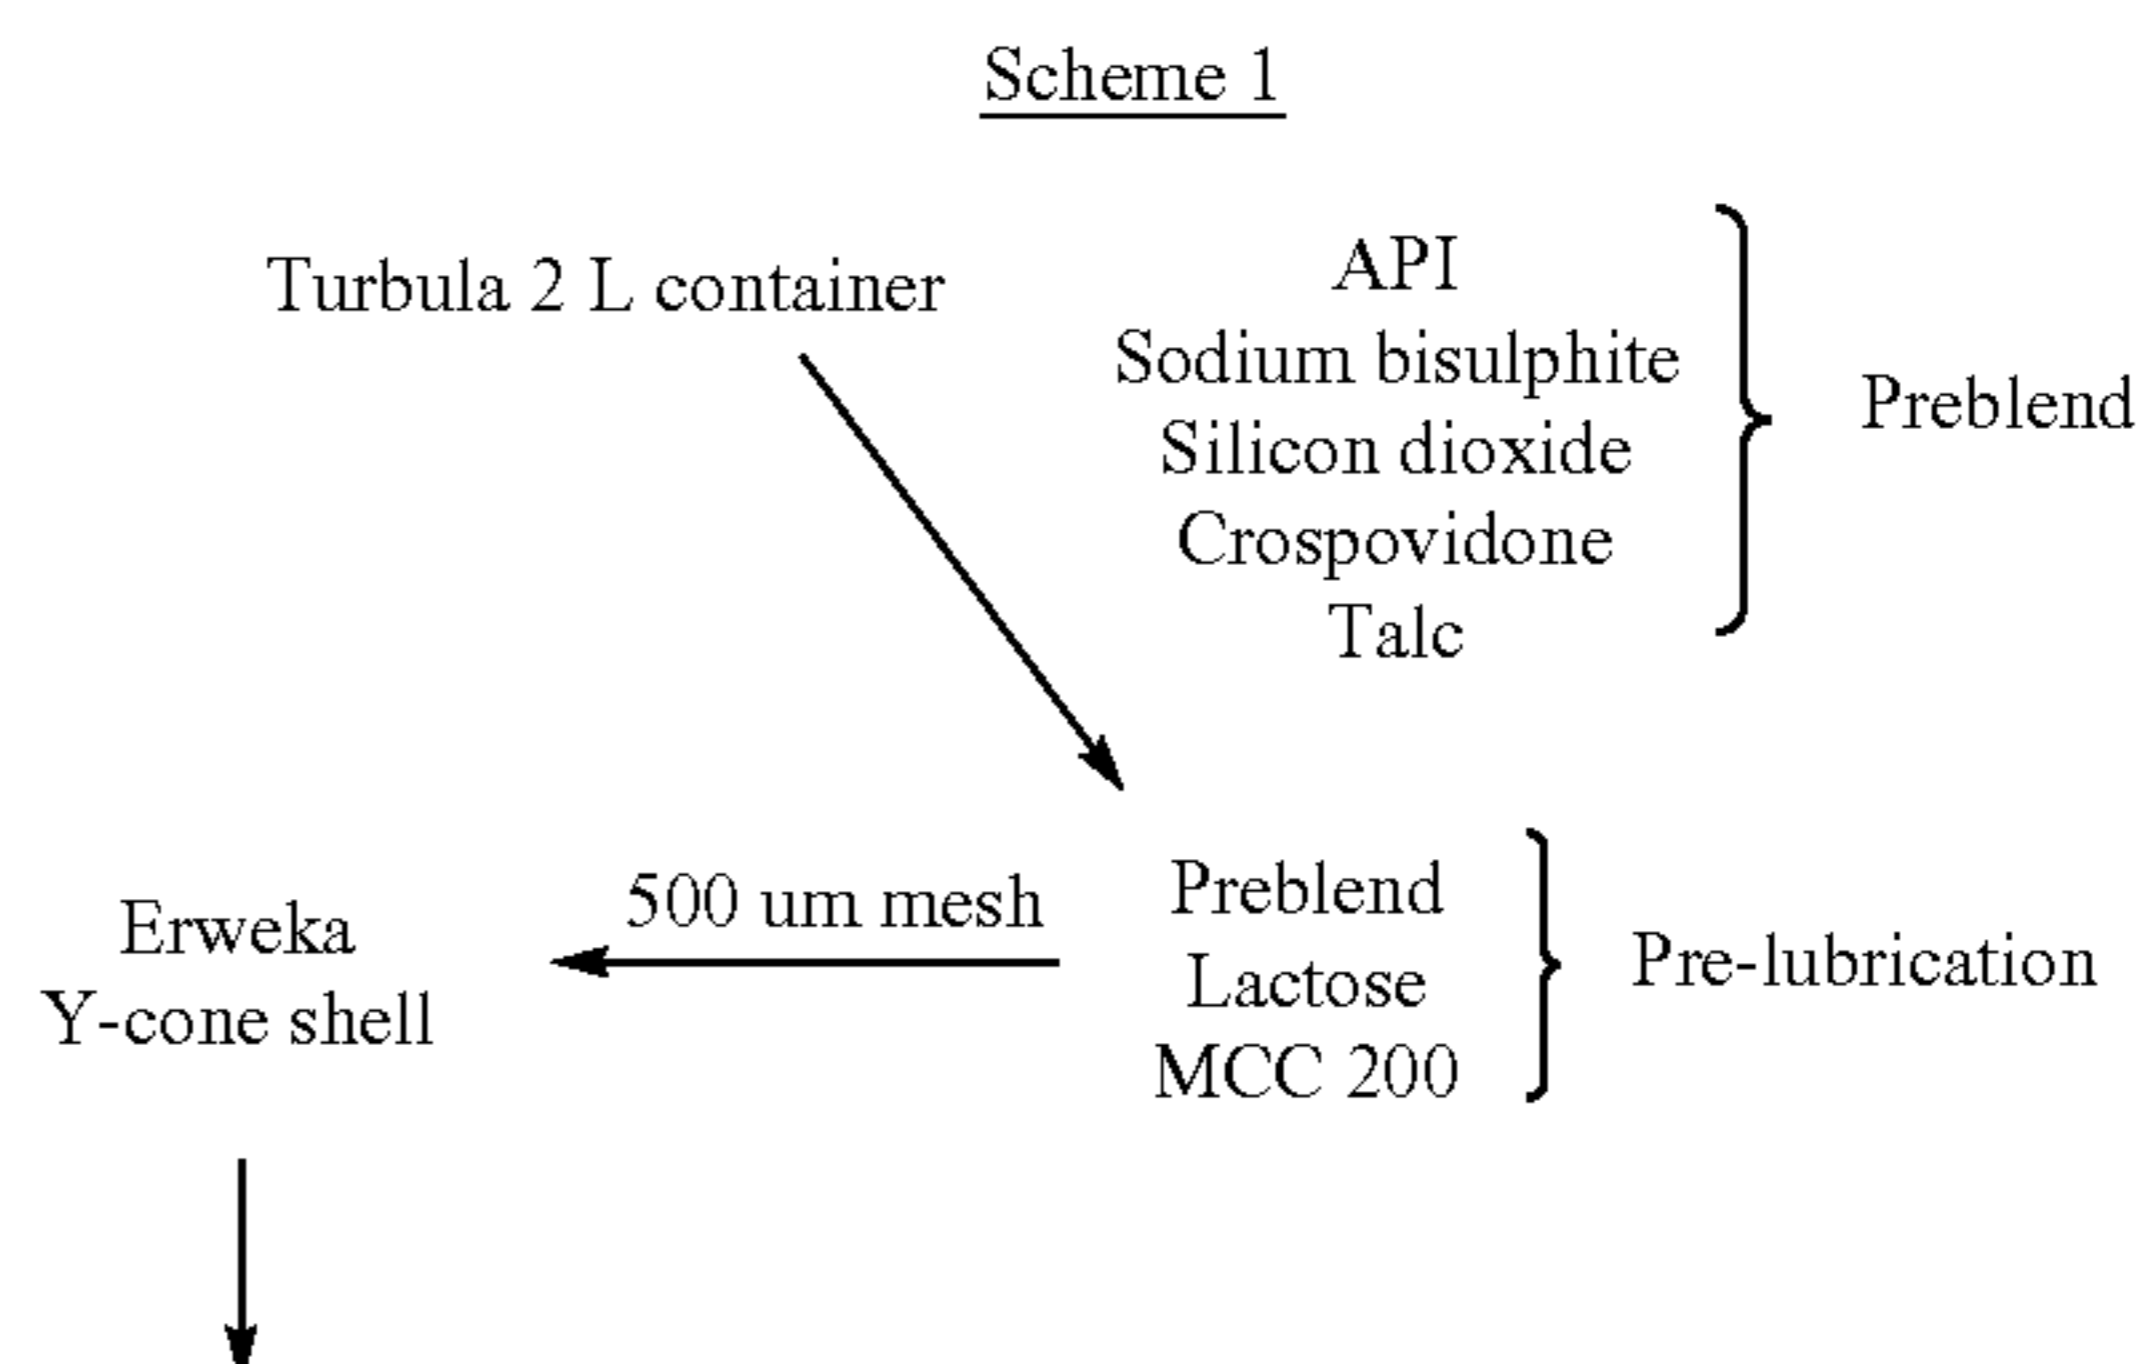 Scheme 1
Turbula 2 L container
API
Sodium bisulphite
Silicon dioxide
Crospovidone
Talc
Preblend
500 um mesh
Erweka
Y-cone shell
Preblend
Lactose
MCC 200
Pre-lubrication